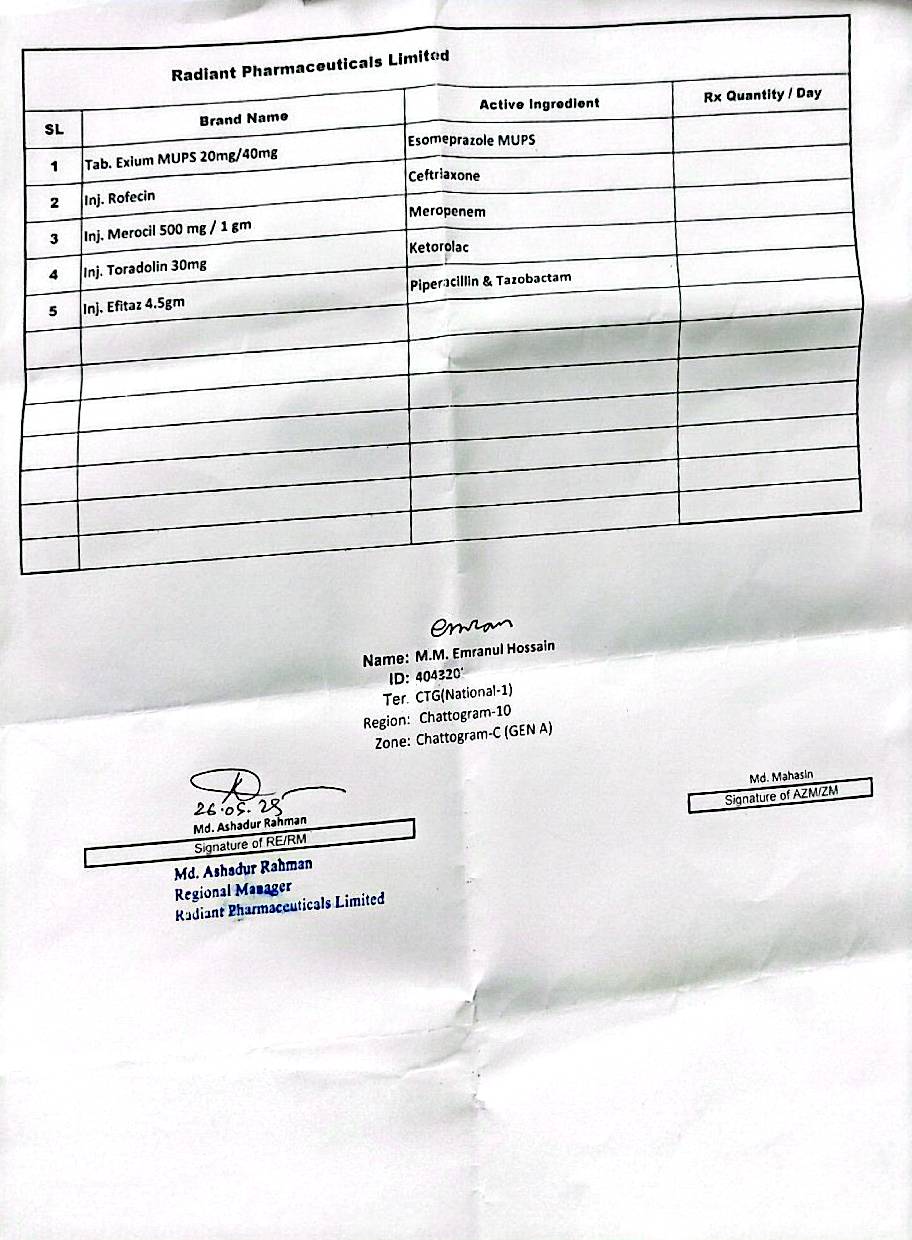 Radiant Pharmaceuticals Limited
SL Brand Name Active Ingredient Rx Quantity / Day
1 Tab. Exium MUPS 20mg/40mg Esomeprazole MUPS
2 Inj. Rofecin Ceftriaxone
3 Inj. Merocil 500 mg / 1 gm Meropenem
4 Inj. Toradolin 30mg Ketorolac
5 Inj. Efitaz 4.5gm Piperacillin & Tazobactam
emran
Name: M.M. Emranul Hossain
ID: 404320
Ter. CTG(National-1)
Region: Chattogram-10
Zone: Chattogram-C (GEN A)
26.05.25
Md. Ashadur Rahman
Signature of RE/RM
Md. Ashadur Rahman
Regional Manager
Radiant Pharmaceuticals Limited
Md. Mahasin
Signature of AZM/ZM